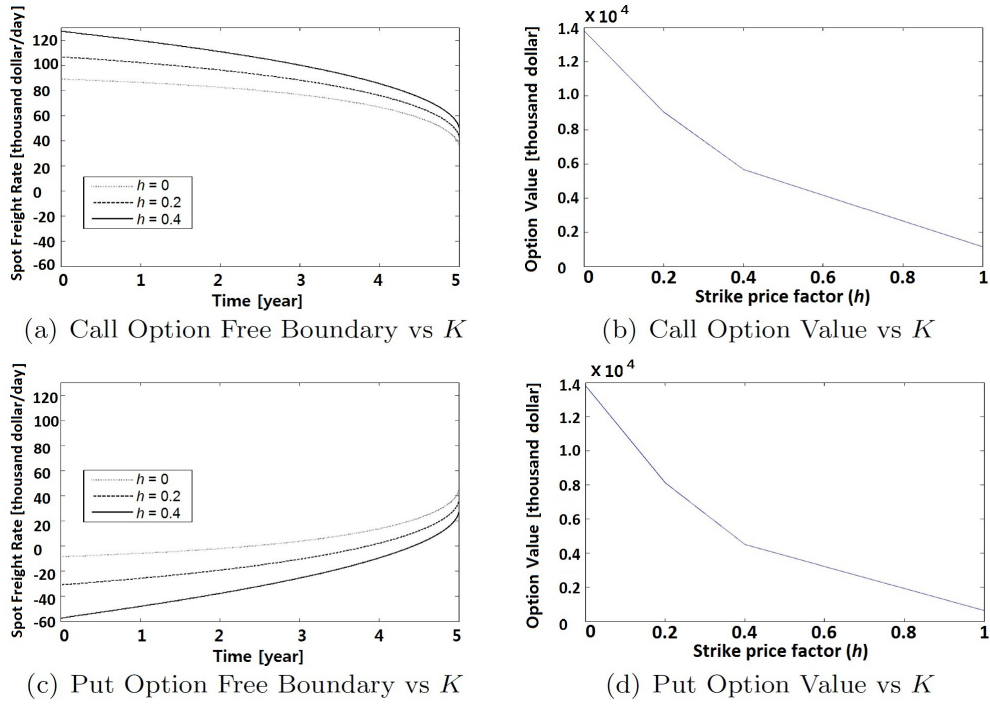 Spot Freight Rate [thousand dollar/day]
120
100
80
60
40
20
0
-20
-40
-60
h = 0
h = 0.2
h = 0.4
0 1 2 3 4 5
Time [year]
(a) Call Option Free Boundary vs K
X 10 4
Option Value [thousand dollar]
1.4
1.2
1.0
0.8
0.6
0.4
0.2
0
0 0.2 0.4 0.6 0.8 1
Strike price factor (h)
(b) Call Option Value vs K
Spot Freight Rate [thousand dollar/day]
120
100
80
60
40
20
0
-20
-40
-60
h = 0
h = 0.2
h = 0.4
0 1 2 3 4 5
Time [year]
(c) Put Option Free Boundary vs K
X 10 4
Option Value [thousand dollar]
1.4
1.2
1.0
0.8
0.6
0.4
0.2
0
0 0.2 0.4 0.6 0.8 1
Strike price factor (h)
(d) Put Option Value vs K